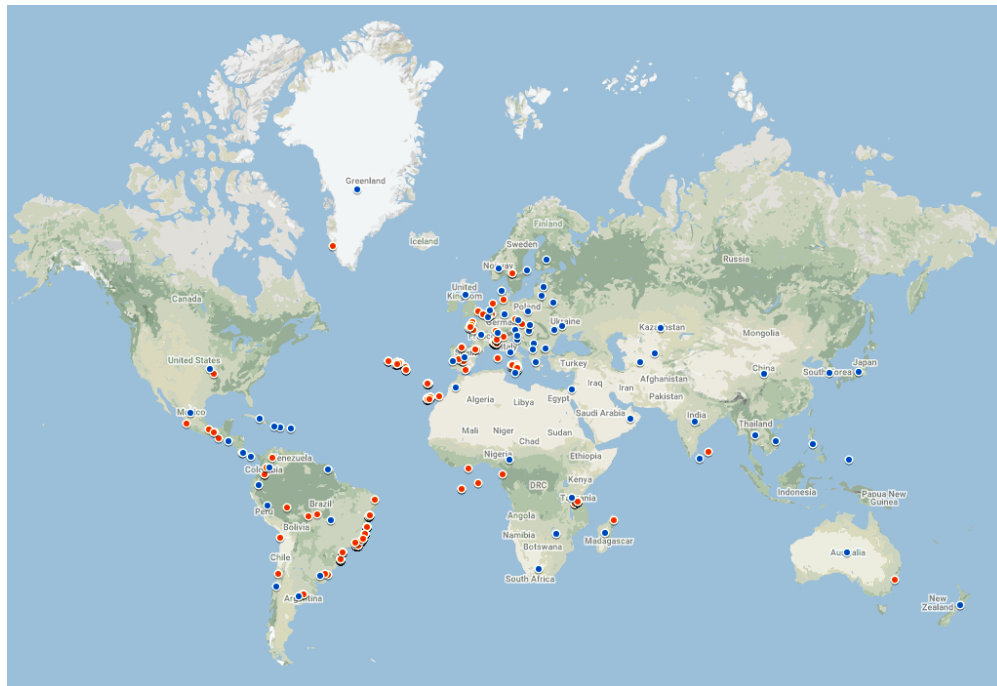 Greenland
Iceland
Finland
Sweden
Norway
Russia
United
Kingdom
Canada
Poland
Germany
Ukraine
Kazakhstan
Mongolia
Italy
United States
Turkey
China
South Korea
Japan
Afghanistan
Iraq
Iran
Pakistan
Algeria
Libya
Egypt
Saudi Arabia
India
Mexico
Mali
Niger
Chad
Sudan
Thailand
Nigeria
Ethiopia
Venezuela
Colombia
Kenya
DRC
Tanzania
Indonesia
Papua New
Guinea
Brazil
Peru
Angola
Bolivia
Namibia
Botswana
Madagascar
Chile
Australia
South Africa
Argentina
New
Zealand